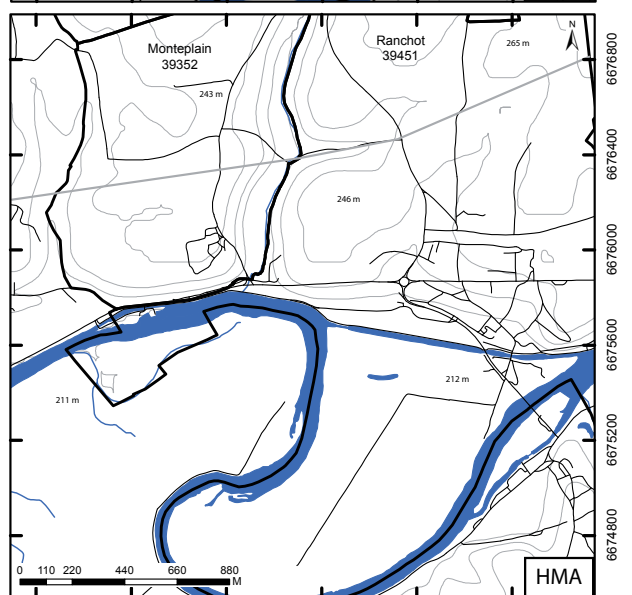 N
Monteplain
39352
Ranchot
39451
265 m
243 m
246 m
212 m
211 m
6676800
6676400
6676000
6675600
6675200
6674800
0 110 220 440 660 880
M
HMA